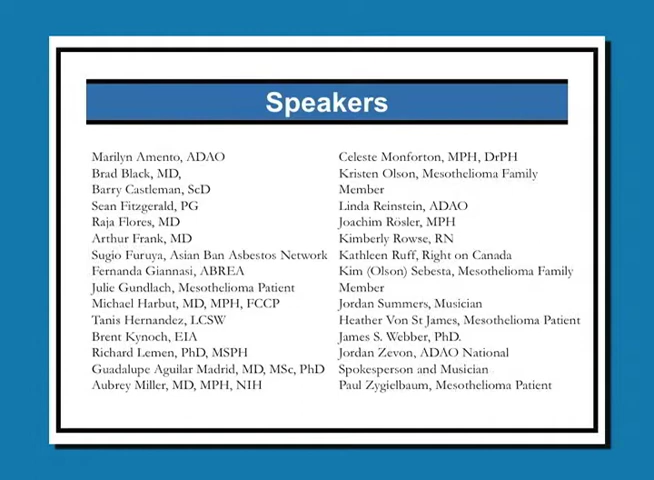 Speakers
Marilyn Amento, ADAO
Brad Black, MD,
Barry Castleman, ScD
Sean Fitzgerald, PG
Raja Flores, MD
Arthur Frank, MD
Sugio Furuya, Asian Ban Asbestos Network
Fernanda Giannasi, ABREA
Julie Gundlach, Mesothelioma Patient
Michael Harbut, MD, MPH, FCCP
Tanis Hernandez, LCSW
Brent Kynoch, EIA
Richard Lemen, PhD, MSPH
Guadalupe Aguilar Madrid, MD, MSc, PhD
Aubrey Miller, MD, MPH, NIH
Celeste Monforton, MPH, DrPH
Kristen Olson, Mesothelioma Family
Member
Linda Reinstein, ADAO
Joachim Rösler, MPH
Kimberly Rowse, RN
Kathleen Ruff, Right on Canada
Kim (Olson) Sebesta, Mesothelioma Family
Member
Jordan Summers, Musician
Heather Von St James, Mesothelioma Patient
James S. Webber, PhD.
Jordan Zevon, ADAO National
Spokesperson and Musician
Paul Zygielbaum, Mesothelioma Patient